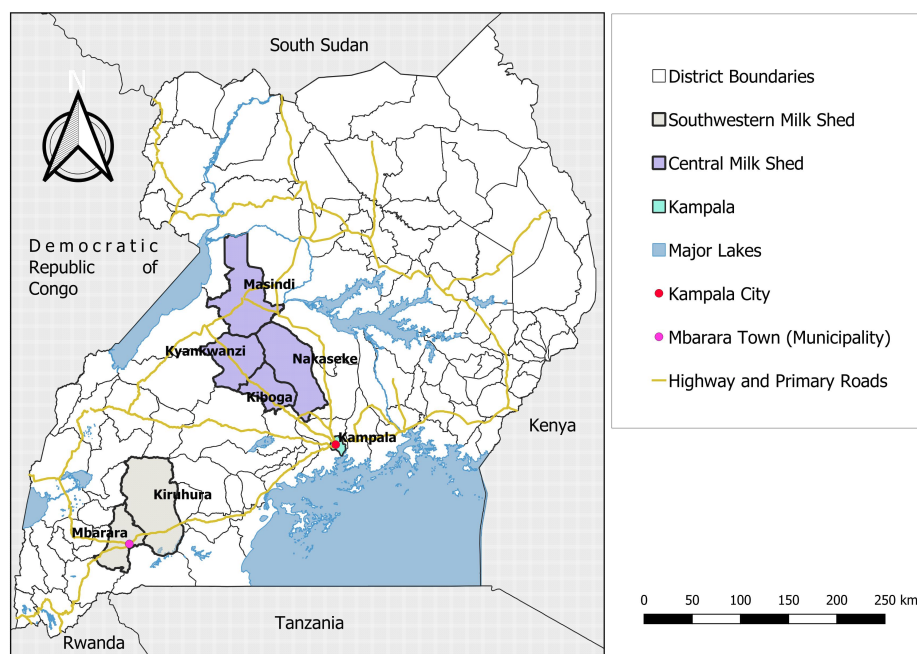 South Sudan
N
Democratic
Republic of
Congo
Masindi
Kyankwanzi
Nakaseke
Kiboga
Kampala
Kenya
Kiruhura
Mbarara
Tanzania
Rwanda
District Boundaries
Southwestern Milk Shed
Central Milk Shed
Kampala
Major Lakes
Kampala City
Mbarara Town (Municipality)
Highway and Primary Roads
0 50 100 150 200 250 km